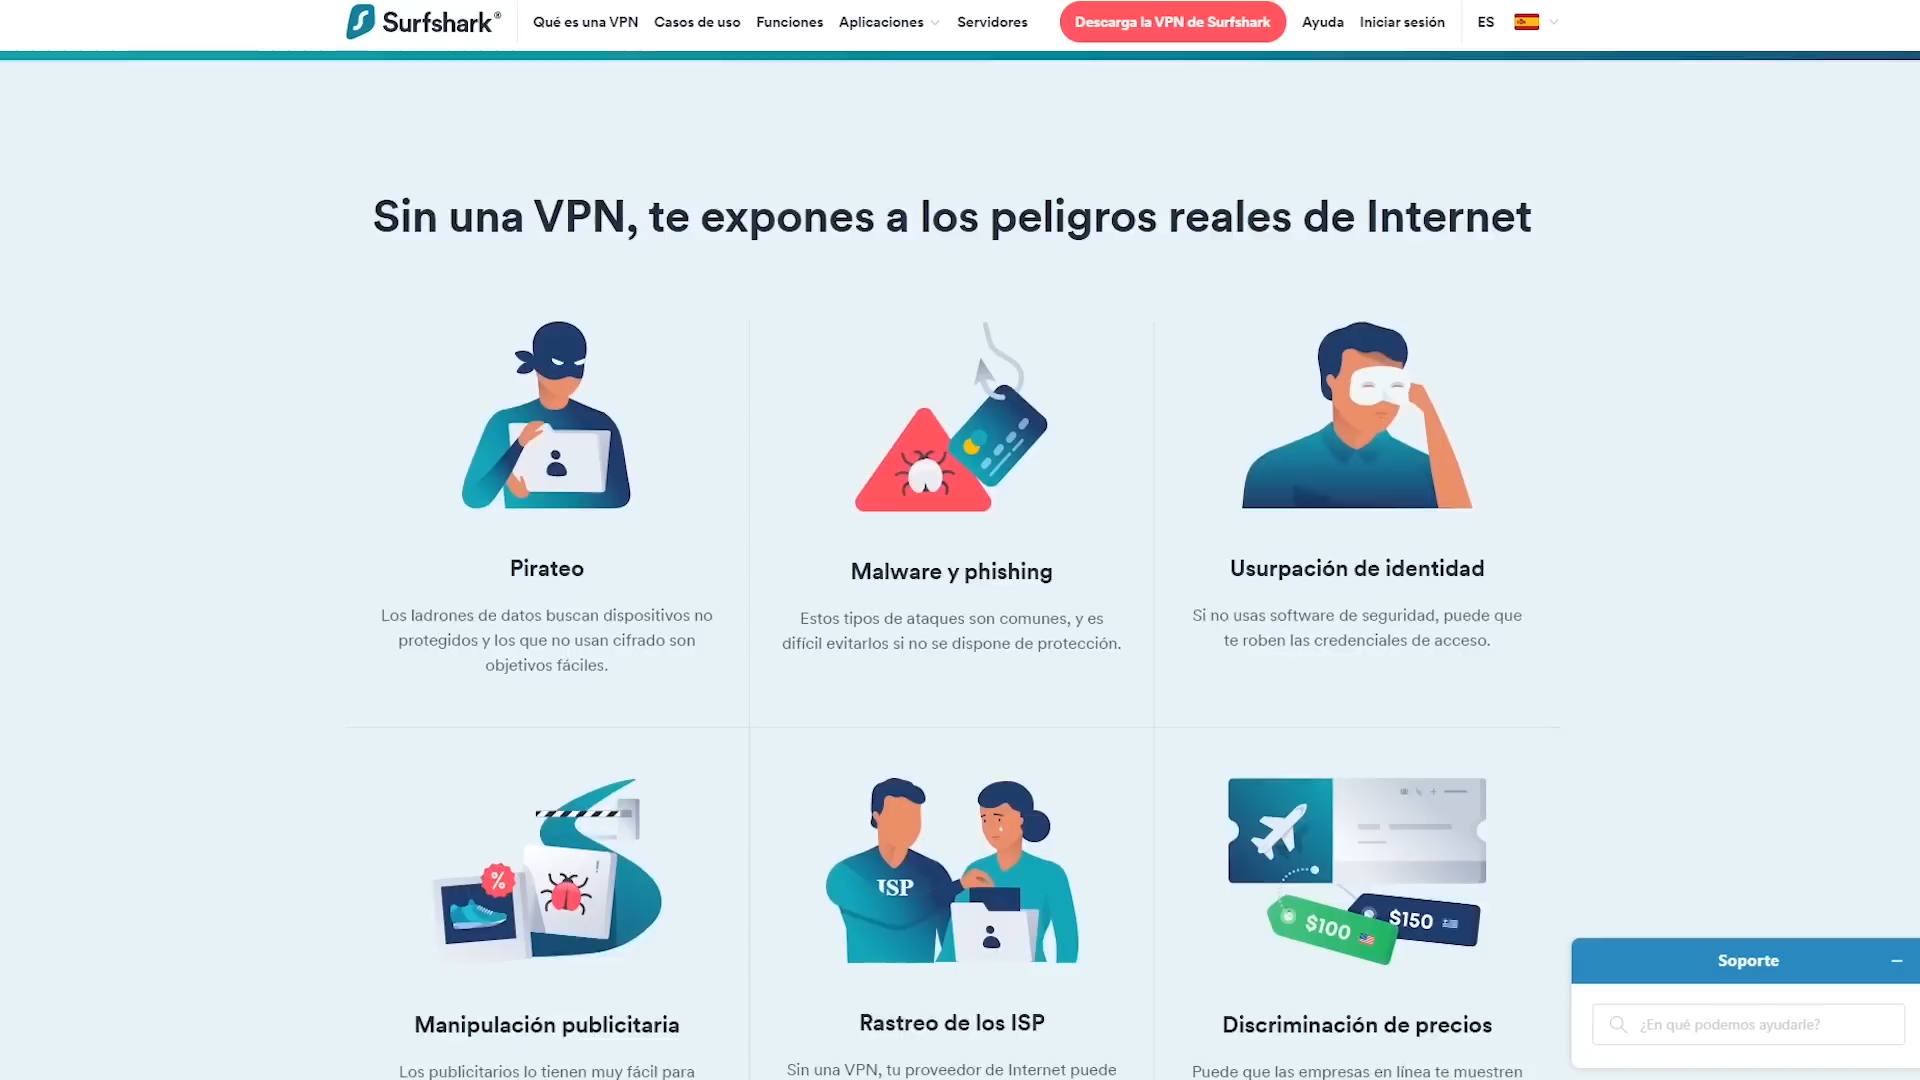 Surfshark®
Qué es una VPN
Casos de uso
Funciones
Aplicaciones
Servidores
Descarga la VPN de Surfshark
Ayuda
Iniciar sesión
ES
Sin una VPN, te expones a los peligros reales de Internet
Pirateo
Los ladrones de datos buscan dispositivos no
protegidos y los que no usan cifrado son
objetivos fáciles.
Malware y phishing
Estos tipos de ataques son comunes, y es
difícil evitarlos si no se dispone de protección.
Usurpación de identidad
Si no usas software de seguridad, puede que
te roben las credenciales de acceso.
%
ISP
$100
$150
Manipulación publicitaria
Los publicitarios lo tienen muy fácil para
Rastreo de los ISP
Sin una VPN, tu proveedor de Internet puede
Discriminación de precios
Puede que las empresas en línea te muestren
Soporte
¿En qué podemos ayudarle?